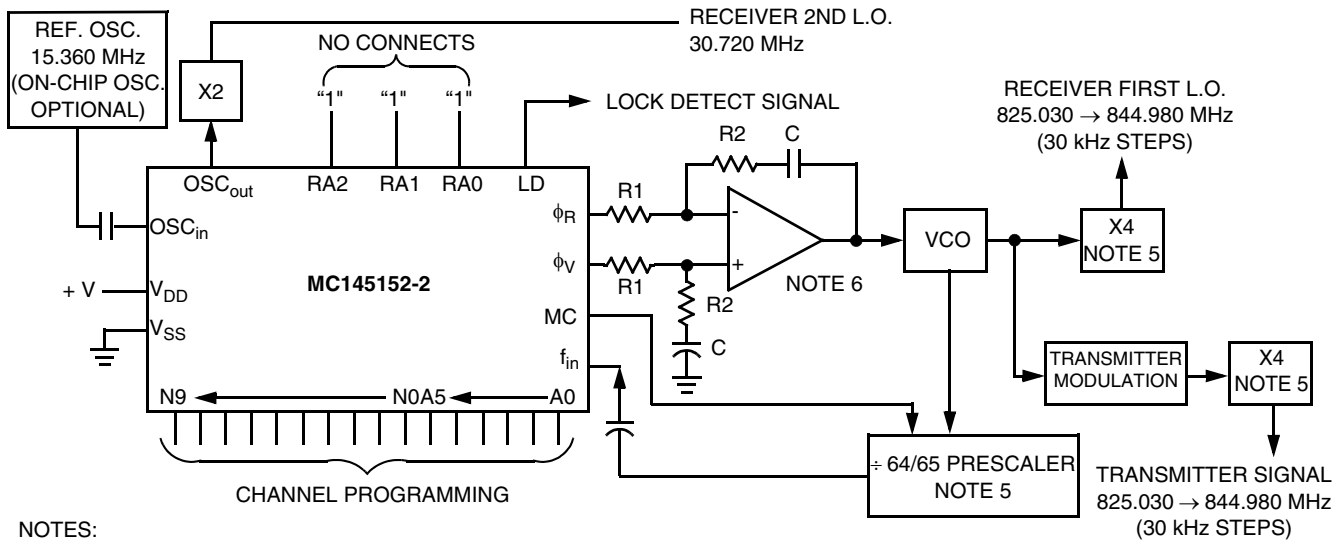 REF. OSC.
15.360 MHz
(ON-CHIP OSC.
OPTIONAL)
X2
RECEIVER 2ND L.O.
30.720 MHz
NO CONNECTS
“1" “1" “1"
LOCK DETECT SIGNAL
RECEIVER FIRST L.O.
825.030 → 844.980 MHz
(30 kHz STEPS)
OSCout RA2 RA1 RA0 LD
OSCin
+ V VDD
VSS
MC145152-2
ϕR
ϕV
MC
fin
N9 N0A5 A0
CHANNEL PROGRAMMING
R1
R1
R2 C
R2
C
-
+
NOTE 6
VCO
X4
NOTE 5
TRANSMITTER
MODULATION
X4
NOTE 5
÷ 64/65 PRESCALER
NOTE 5
TRANSMITTER SIGNAL
825.030 → 844.980 MHz
(30 kHz STEPS)
NOTES: